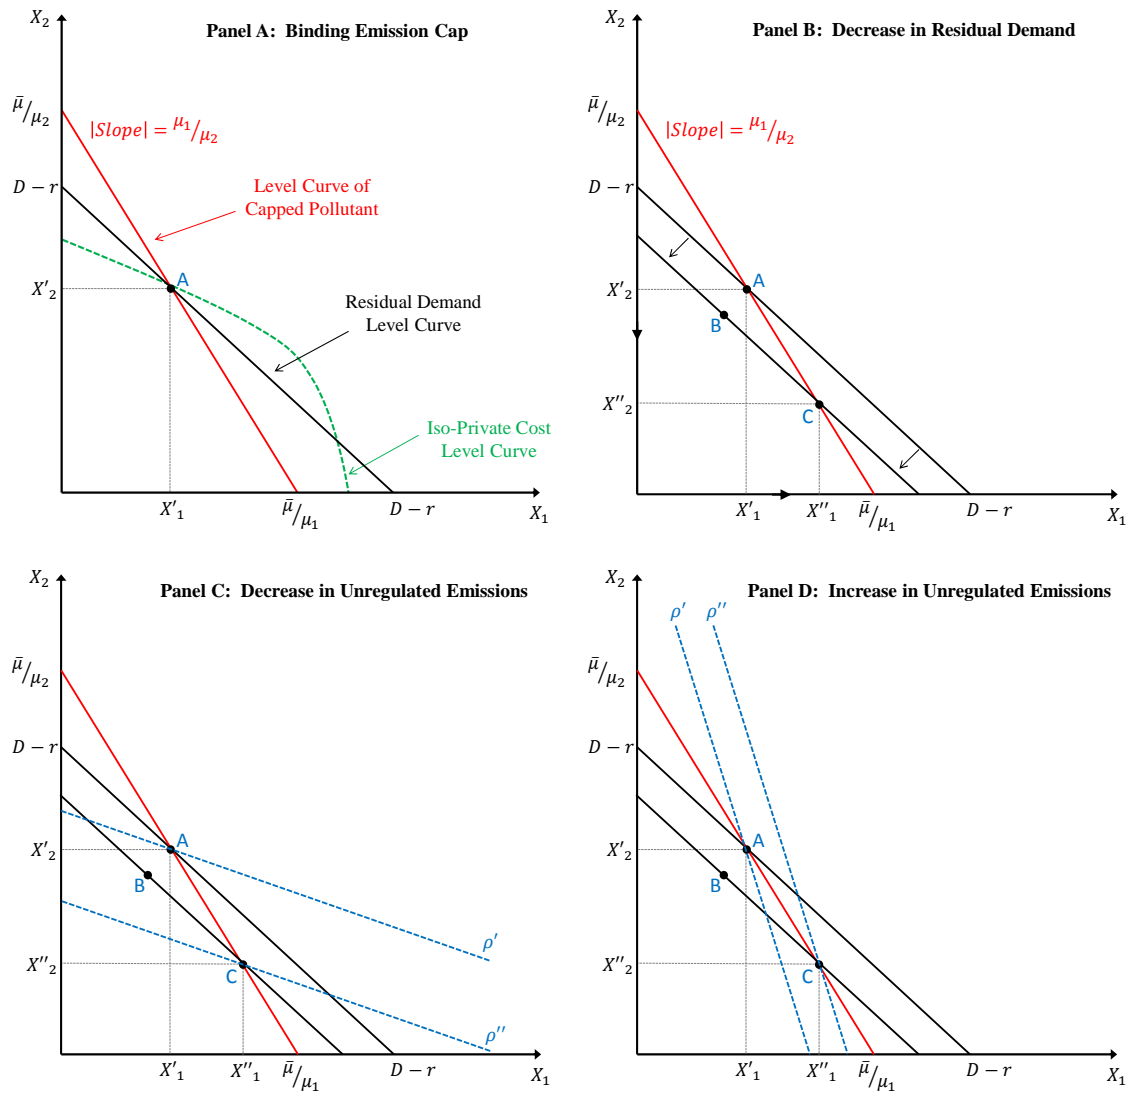 Panel A: Binding Emission Cap
X₂
μ̄/μ₂
|Slope| = μ₁/μ₂
D − r
Level Curve of
Capped Pollutant
A
X′₂
Residual Demand
Level Curve
Iso-Private Cost
Level Curve
X′₁
μ̄/μ₁
D − r
X₁
Panel B: Decrease in Residual Demand
X₂
μ̄/μ₂
|Slope| = μ₁/μ₂
D − r
A
X′₂
B
X″₂
C
X′₁
X″₁
μ̄/μ₁
D − r
X₁
Panel C: Decrease in Unregulated Emissions
X₂
μ̄/μ₂
D − r
A
X′₂
B
ρ′
X″₂
C
ρ″
X′₁
X″₁
μ̄/μ₁
D − r
X₁
Panel D: Increase in Unregulated Emissions
X₂
ρ′
ρ″
μ̄/μ₂
D − r
A
X′₂
B
X″₂
C
X′₁
X″₁
μ̄/μ₁
D − r
X₁